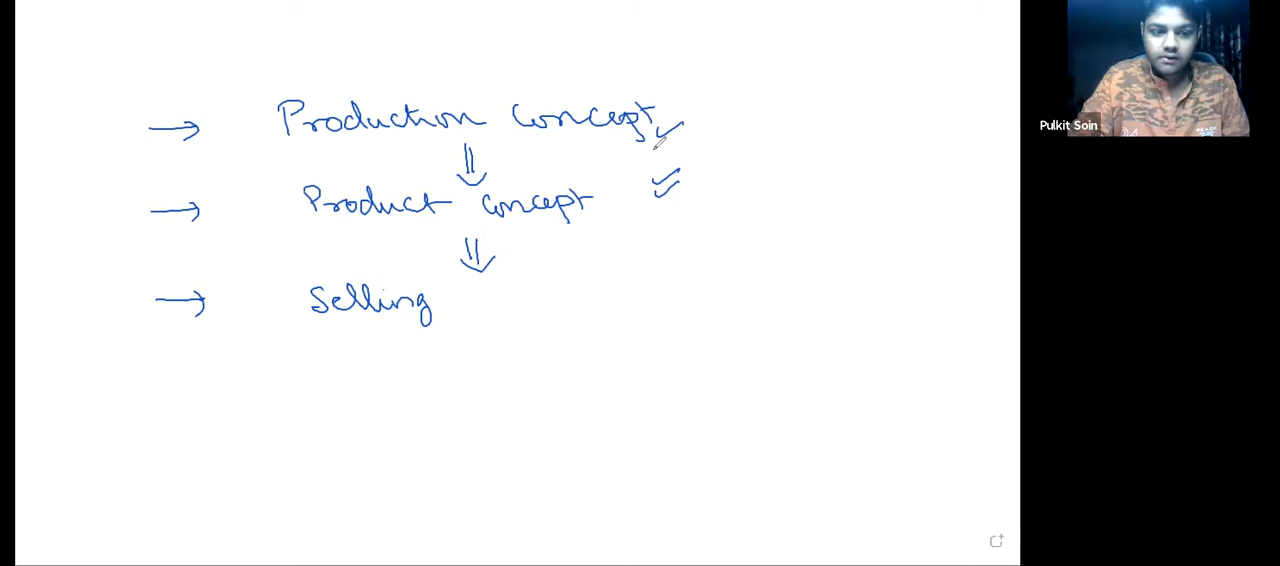 Production Concept
Product Concept
Selling
Pulkit Soin